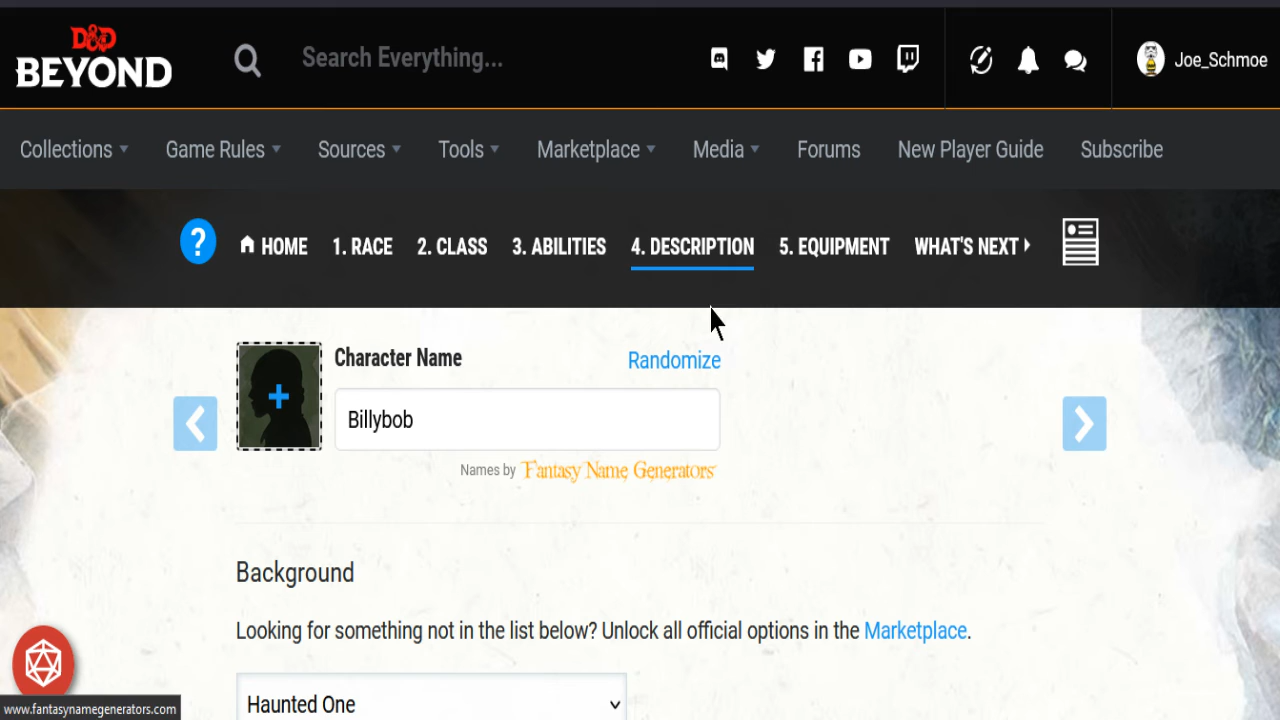 D&D
BEYOND
Search Everything...
Joe_Schmoe
Collections Game Rules Sources Tools Marketplace Media Forums New Player Guide Subscribe
? HOME 1. RACE 2. CLASS 3. ABILITIES 4. DESCRIPTION 5. EQUIPMENT WHAT'S NEXT
Character Name Randomize
Billybob
Names by Fantasy Name Generators
Background
Looking for something not in the list below? Unlock all official options in the Marketplace.
Haunted One
www.fantasynamegenerators.com